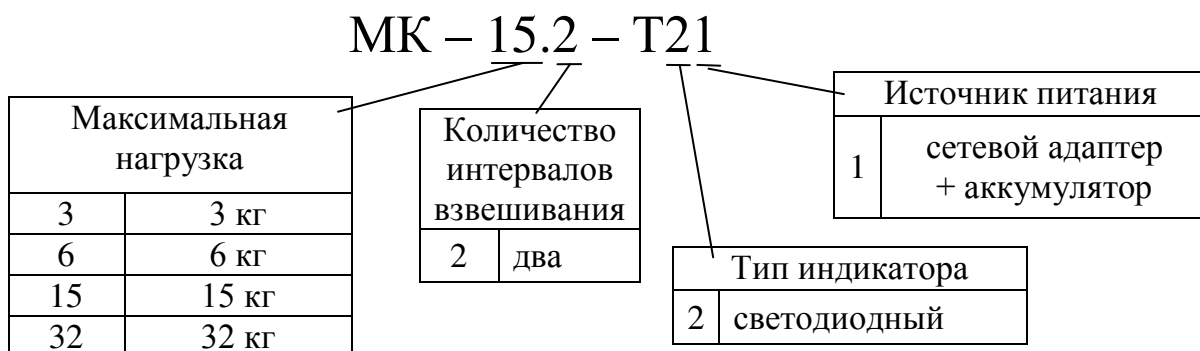 МК – 15.2 – Т21
Максимальная
нагрузка
3 3 кг
6 6 кг
15 15 кг
32 32 кг
Количество
интервалов
взвешивания
2 два
Источник питания
1 сетевой адаптер
+ аккумулятор
Тип индикатора
2 светодиодный